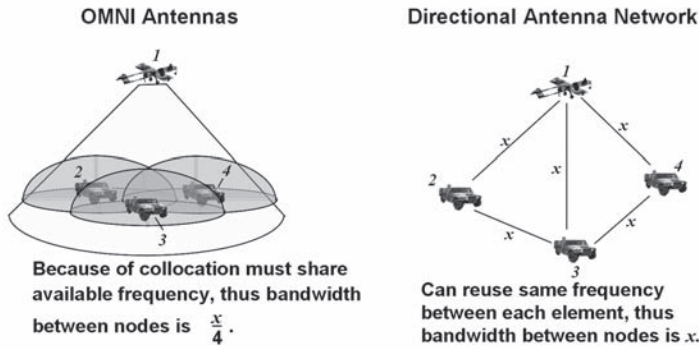 OMNI Antennas
1
2
4
3
Because of collocation must share
available frequency, thus bandwidth
between nodes is x/4.
Directional Antenna Network
1
x
x
x
2
4
x
x
3
Can reuse same frequency
between each element, thus
bandwidth between nodes is x.